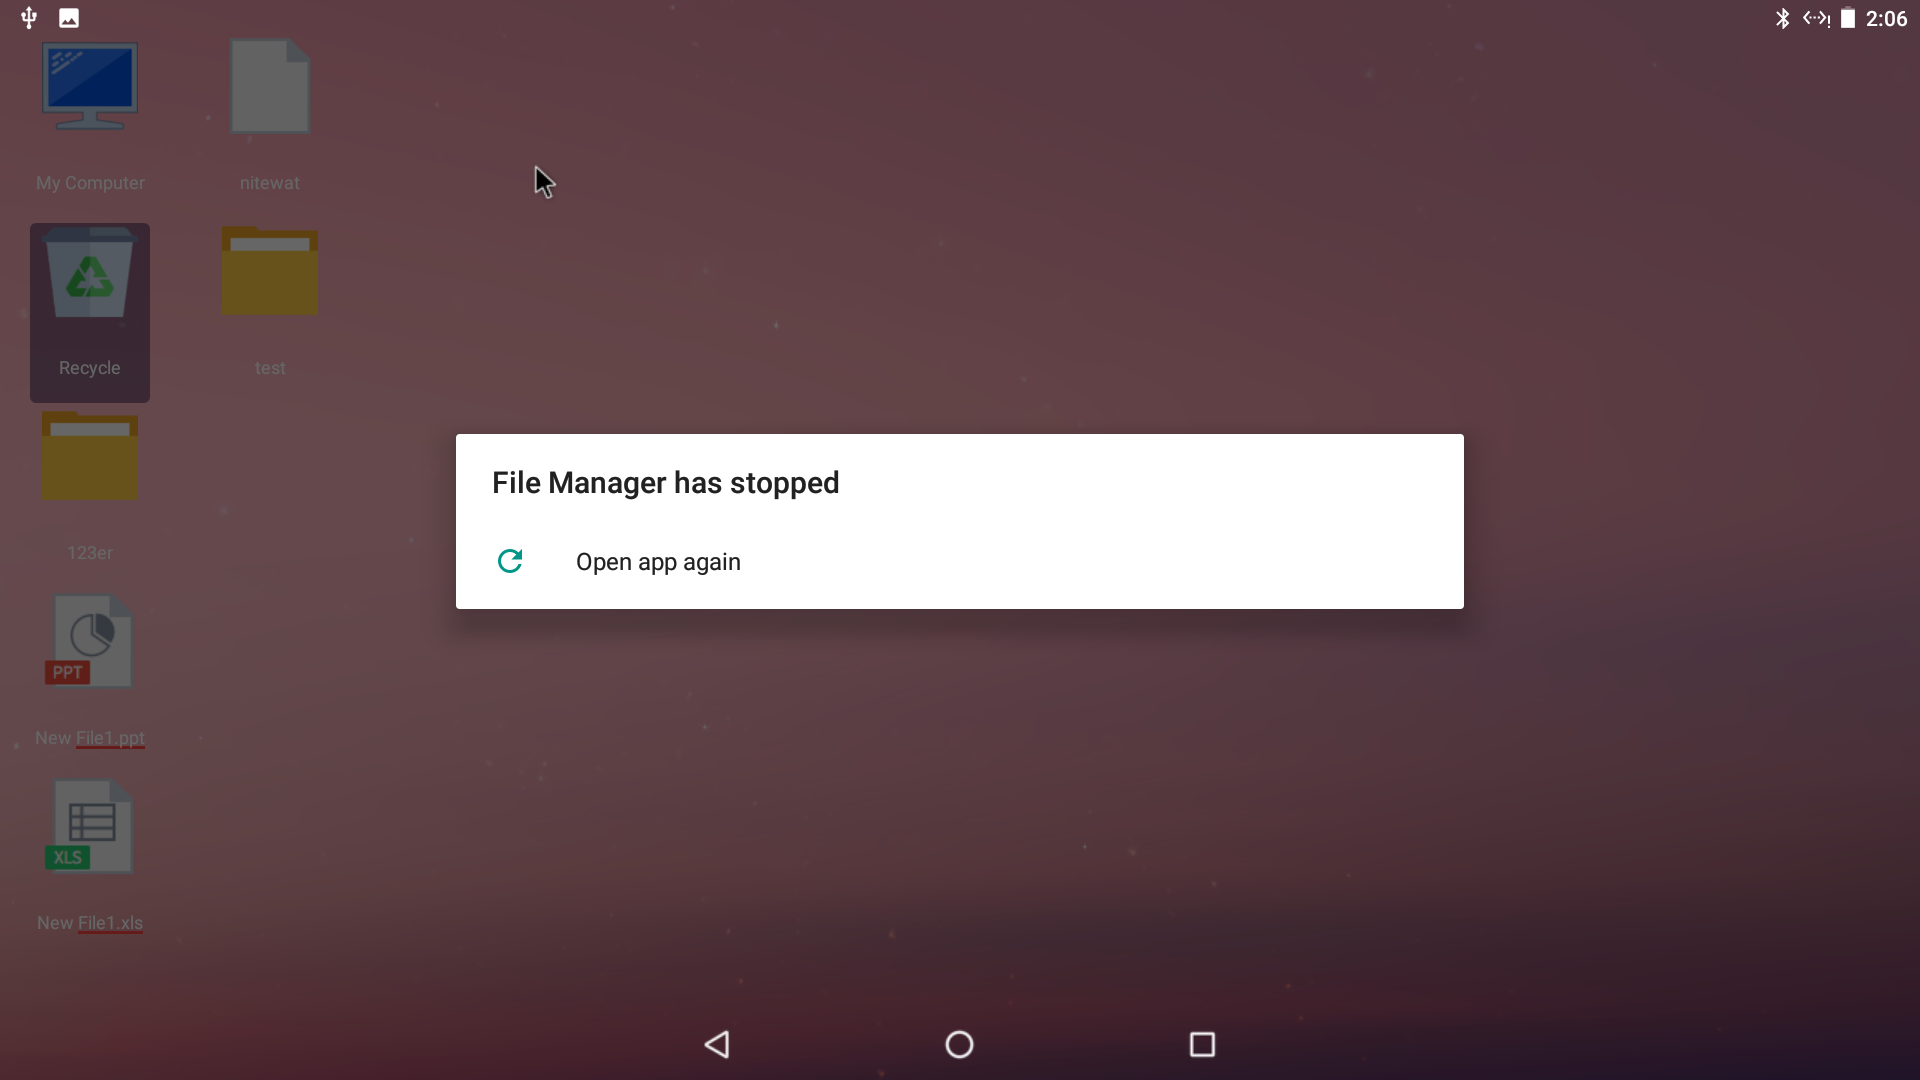 2:06
My Computer
nitewat
Recycle
test
123er
PPT
New File1.ppt
XLS
New File1.xls
File Manager has stopped
Open app again